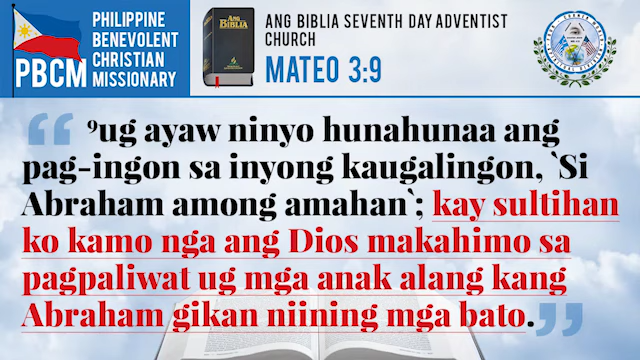 PHILIPPINE
BENEVOLENT
CHRISTIAN
MISSIONARY
PBCM
Ang
BIBLIA
ANG BIBLIA SEVENTH DAY ADVENTIST
CHURCH
MATEO 3:9
“ ⁹ug ayaw ninyo hunahunaa ang
pag-ingon sa inyong kaugalingon, `Si
Abraham among amahan`; kay sultihan
ko kamo nga ang Dios makahimo sa
pagpaliwat ug mga anak alang kang
Abraham gikan niining mga bato.”